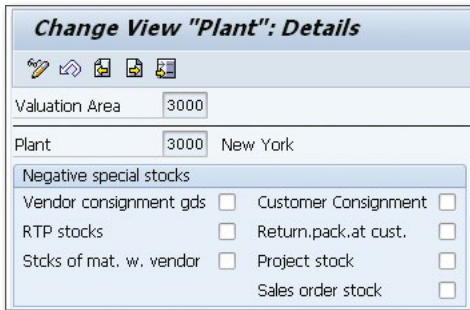 Change View "Plant": Details
Valuation Area 3000
Plant 3000 New York
Negative special stocks
Vendor consignment gds Customer Consignment
RTP stocks Return.pack.at cust.
Stcks of mat. w. vendor Project stock
Sales order stock